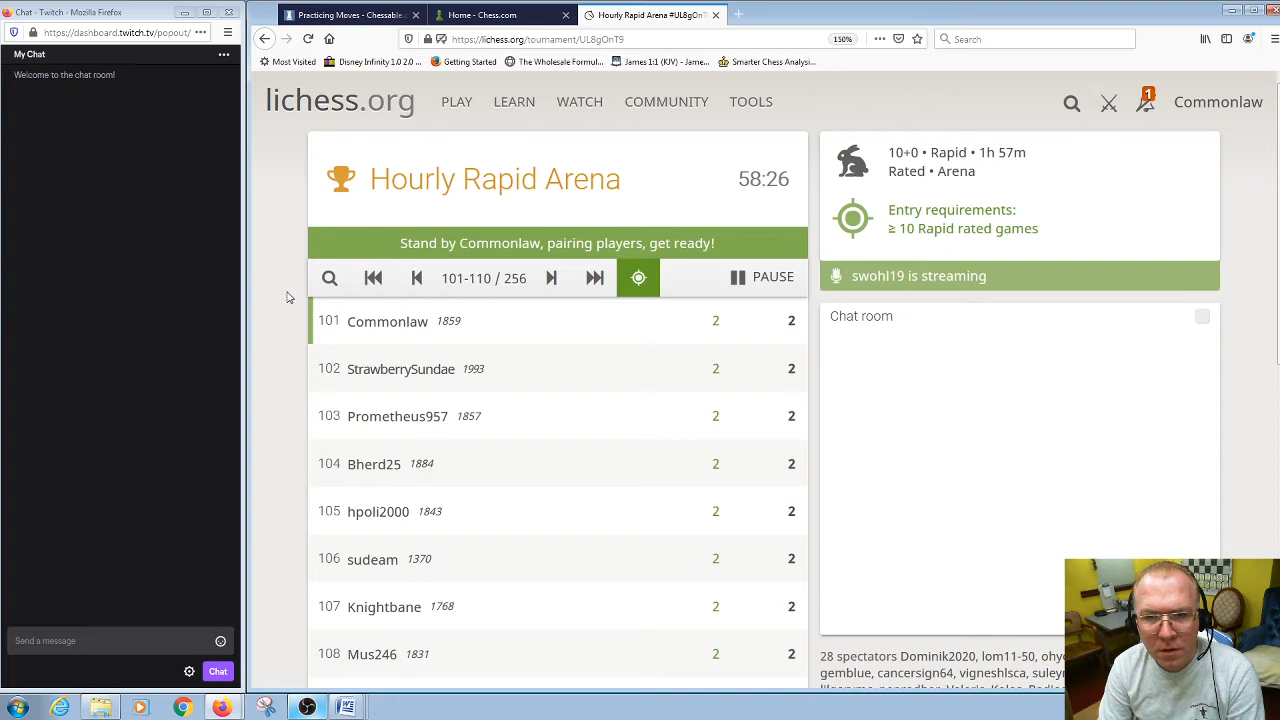 Chat - Twitch - Mozilla Firefox
https://dashboard.twitch.tv/popout/
My Chat
Welcome to the chat room!
Send a message
Chat
Practicing Moves - Chessable
Home - Chess.com
Hourly Rapid Arena #UL8gOnT
https://lichess.org/tournament/UL8gOnT9
150%
Search
Most Visited
Disney Infinity 1.0 2.0 ...
Getting Started
The Wholesale Formul...
James 1:1 (KJV) - Jame...
Smarter Chess Analysi...
lichess.org
PLAY
LEARN
WATCH
COMMUNITY
TOOLS
1
Commonlaw
Hourly Rapid Arena
58:26
Stand by Commonlaw, pairing players, get ready!
101-110 / 256
PAUSE
101 Commonlaw 1859 2 2
102 StrawberrySundae 1993 2 2
103 Prometheus957 1857 2 2
104 Bherd25 1884 2 2
105 hpoli2000 1843 2 2
106 sudeam 1370 2 2
107 Knightbane 1768 2 2
108 Mus246 1831 2 2
10+0 • Rapid • 1h 57m
Rated • Arena
Entry requirements:
≥ 10 Rapid rated games
swohl19 is streaming
Chat room
28 spectators Dominik2020, lom11-50,
gemblue, cancersign64, vigneshlsca,